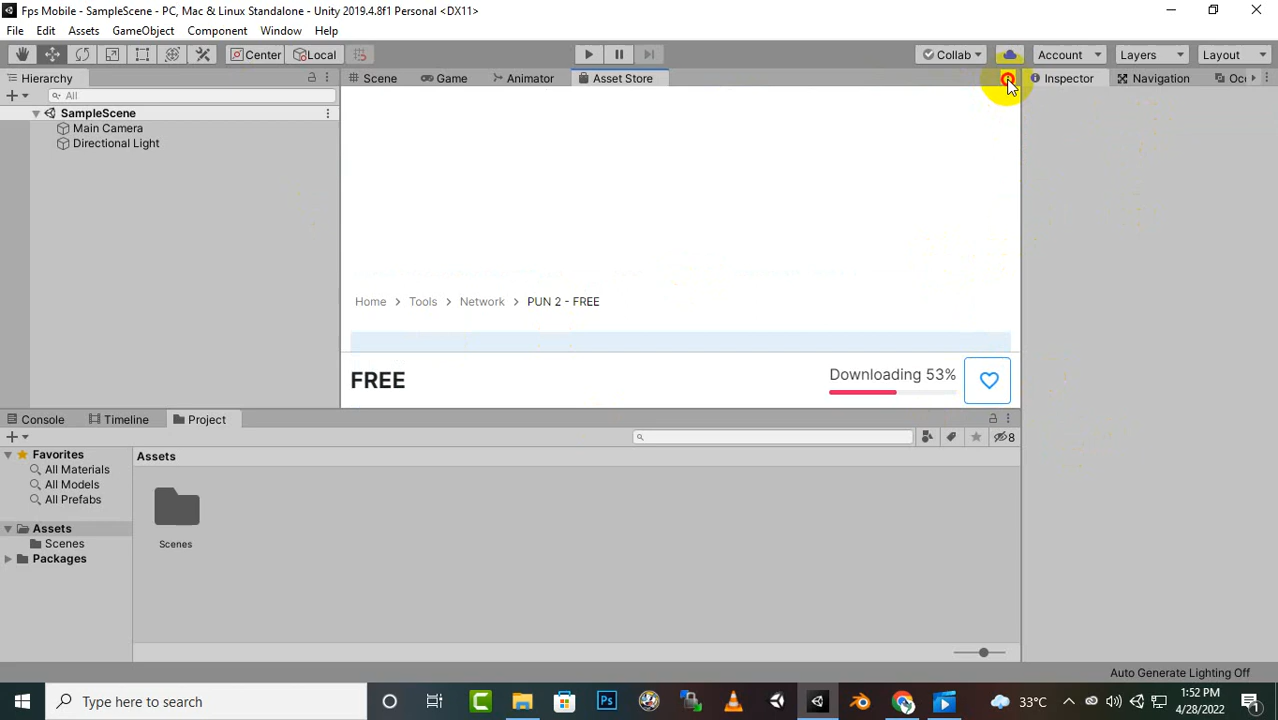 Fps Mobile - SampleScene - PC, Mac & Linux Standalone - Unity 2019.4.8f1 Personal <DX11>
File Edit Assets GameObject Component Window Help
Center Local Collab Account Layers Layout
Hierarchy Scene Game Animator Asset Store Inspector Navigation Oc
All
SampleScene
Main Camera
Directional Light
Home > Tools > Network > PUN 2 - FREE
FREE Downloading 53%
Console Timeline Project
8
Favorites Assets
All Materials
All Models
All Prefabs
Assets
Scenes Scenes
Packages
Auto Generate Lighting Off
Type here to search Ps 33°C 1:52 PM
4/28/2022 1